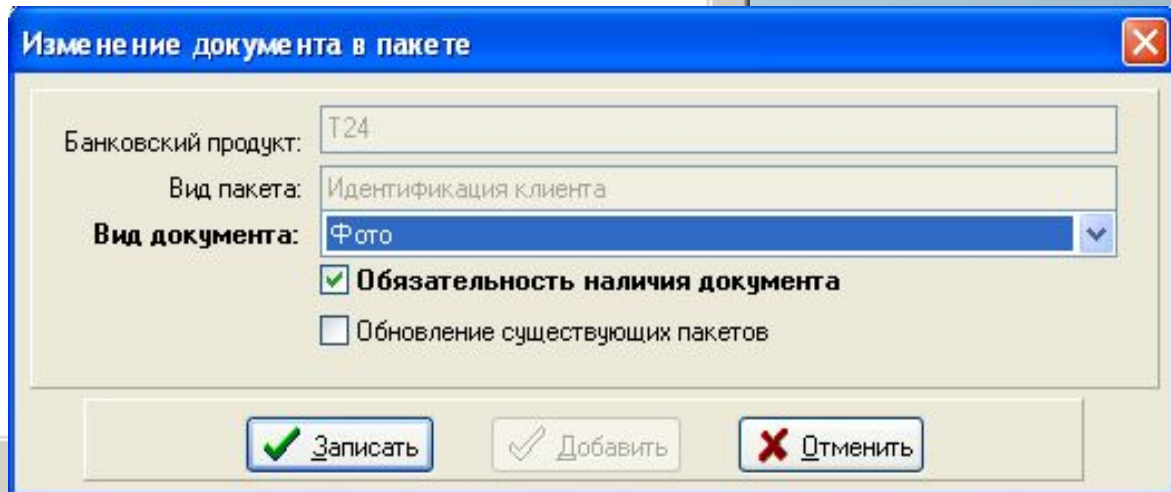 Изменение документа в пакете
Банковский продукт: T24
Вид пакета: Идентификация клиента
Вид документа: Фото
Обязательность наличия документа
Обновление существующих пакетов
Записать Добавить Отменить